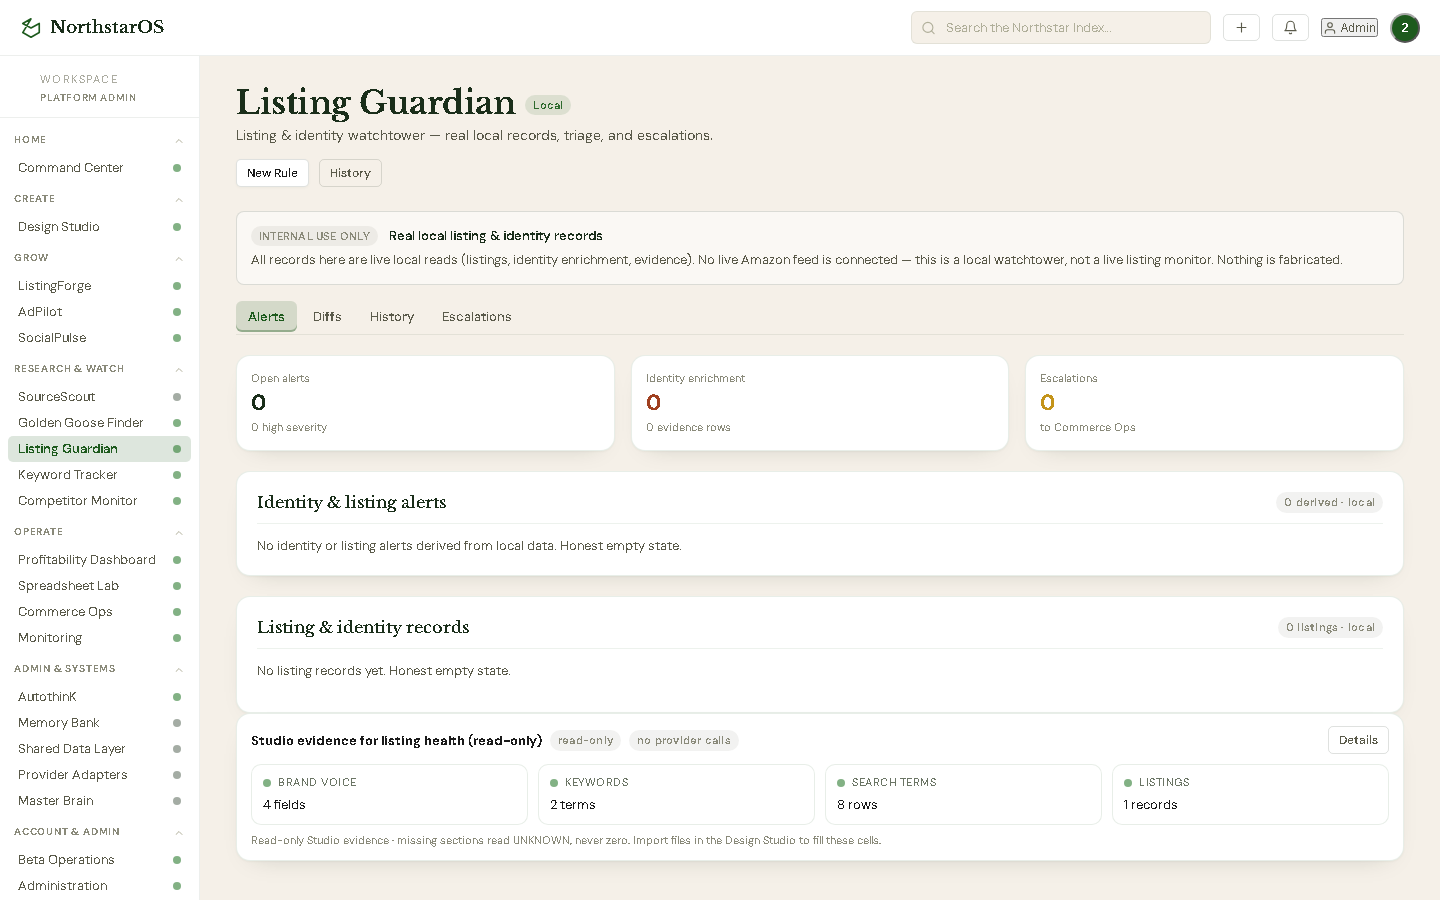 NorthstarOS
Search the Northstar Index...
Admin
2
WORKSPACE
PLATFORM ADMIN
HOME
Command Center
CREATE
Design Studio
GROW
ListingForge
AdPilot
SocialPulse
RESEARCH & WATCH
SourceScout
Golden Goose Finder
Listing Guardian
Keyword Tracker
Competitor Monitor
OPERATE
Profitability Dashboard
Spreadsheet Lab
Commerce Ops
Monitoring
ADMIN & SYSTEMS
AutothinK
Memory Bank
Shared Data Layer
Provider Adapters
Master Brain
ACCOUNT & ADMIN
Beta Operations
Administration
Listing Guardian Local
Listing & identity watchtower — real local records, triage, and escalations.
New Rule History
INTERNAL USE ONLY Real local listing & identity records
All records here are live local reads (listings, identity enrichment, evidence). No live Amazon feed is connected — this is a local watchtower, not a live listing monitor. Nothing is fabricated.
Alerts Diffs History Escalations
Open alerts
0
0 high severity
Identity enrichment
0
0 evidence rows
Escalations
0
to Commerce Ops
Identity & listing alerts 0 derived · local
No identity or listing alerts derived from local data. Honest empty state.
Listing & identity records 0 listings · local
No listing records yet. Honest empty state.
Studio evidence for listing health (read-only) read-only no provider calls Details
BRAND VOICE
4 fields
KEYWORDS
2 terms
SEARCH TERMS
8 rows
LISTINGS
1 records
Read-only Studio evidence · missing sections read UNKNOWN, never zero. Import files in the Design Studio to fill these cells.